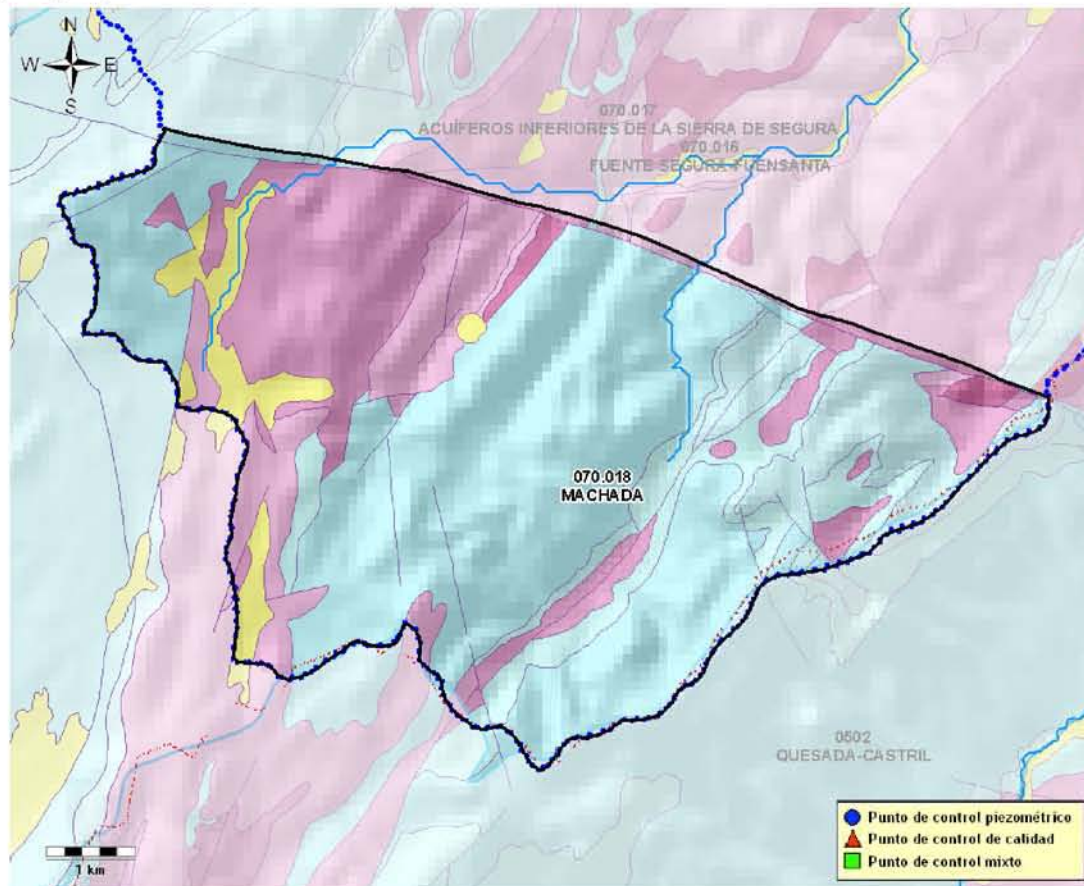 N
W E
S
070.017
ACUÍFEROS INFERIORES DE LA SIERRA DE SEGURA
070.016
FUENTE SEGURA-FUENSANTA
070.018
MACHADA
0502
QUESADA-CASTRIL
Punto de control piezométrico
Punto de control de calidad
Punto de control mixto
1 km